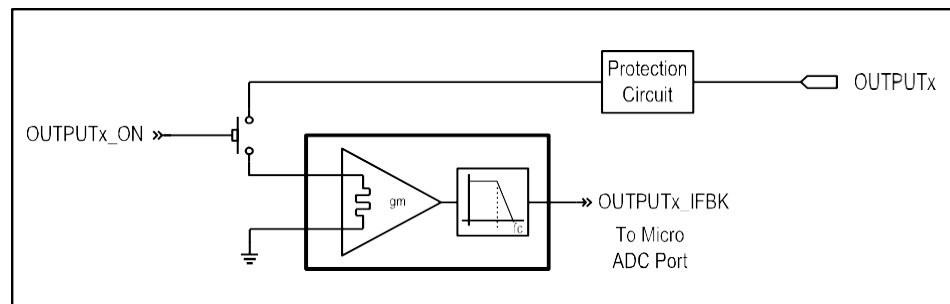 Protection
Circuit
OUTPUTx
OUTPUTx_ON
gm
fc
OUTPUTx_IFBK
To Micro
ADC Port